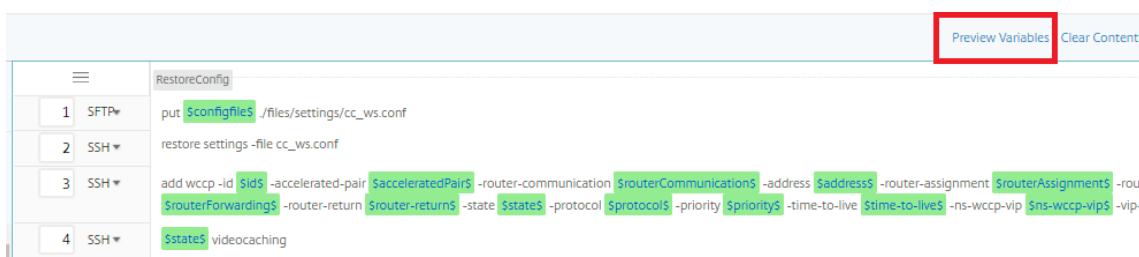 Preview Variables Clear Content
RestoreConfig
1 SFTP put $configfile$ ./files/settings/cc_ws.conf
2 SSH restore settings -file cc_ws.conf
3 SSH add wccp -id $id$ -accelerated-pair $acceleratedPair$ -router-communication $routerCommunication$ -address $address$ -router-assignment $routerAssignment$ -rou
$routerForwarding$ -router-return $router-return$ -state $state$ -protocol $protocol$ -priority $priority$ -time-to-live $time-to-live$ -ns-wccp-vip $ns-wccp-vip$ -vip-
4 SSH $state$ videocaching